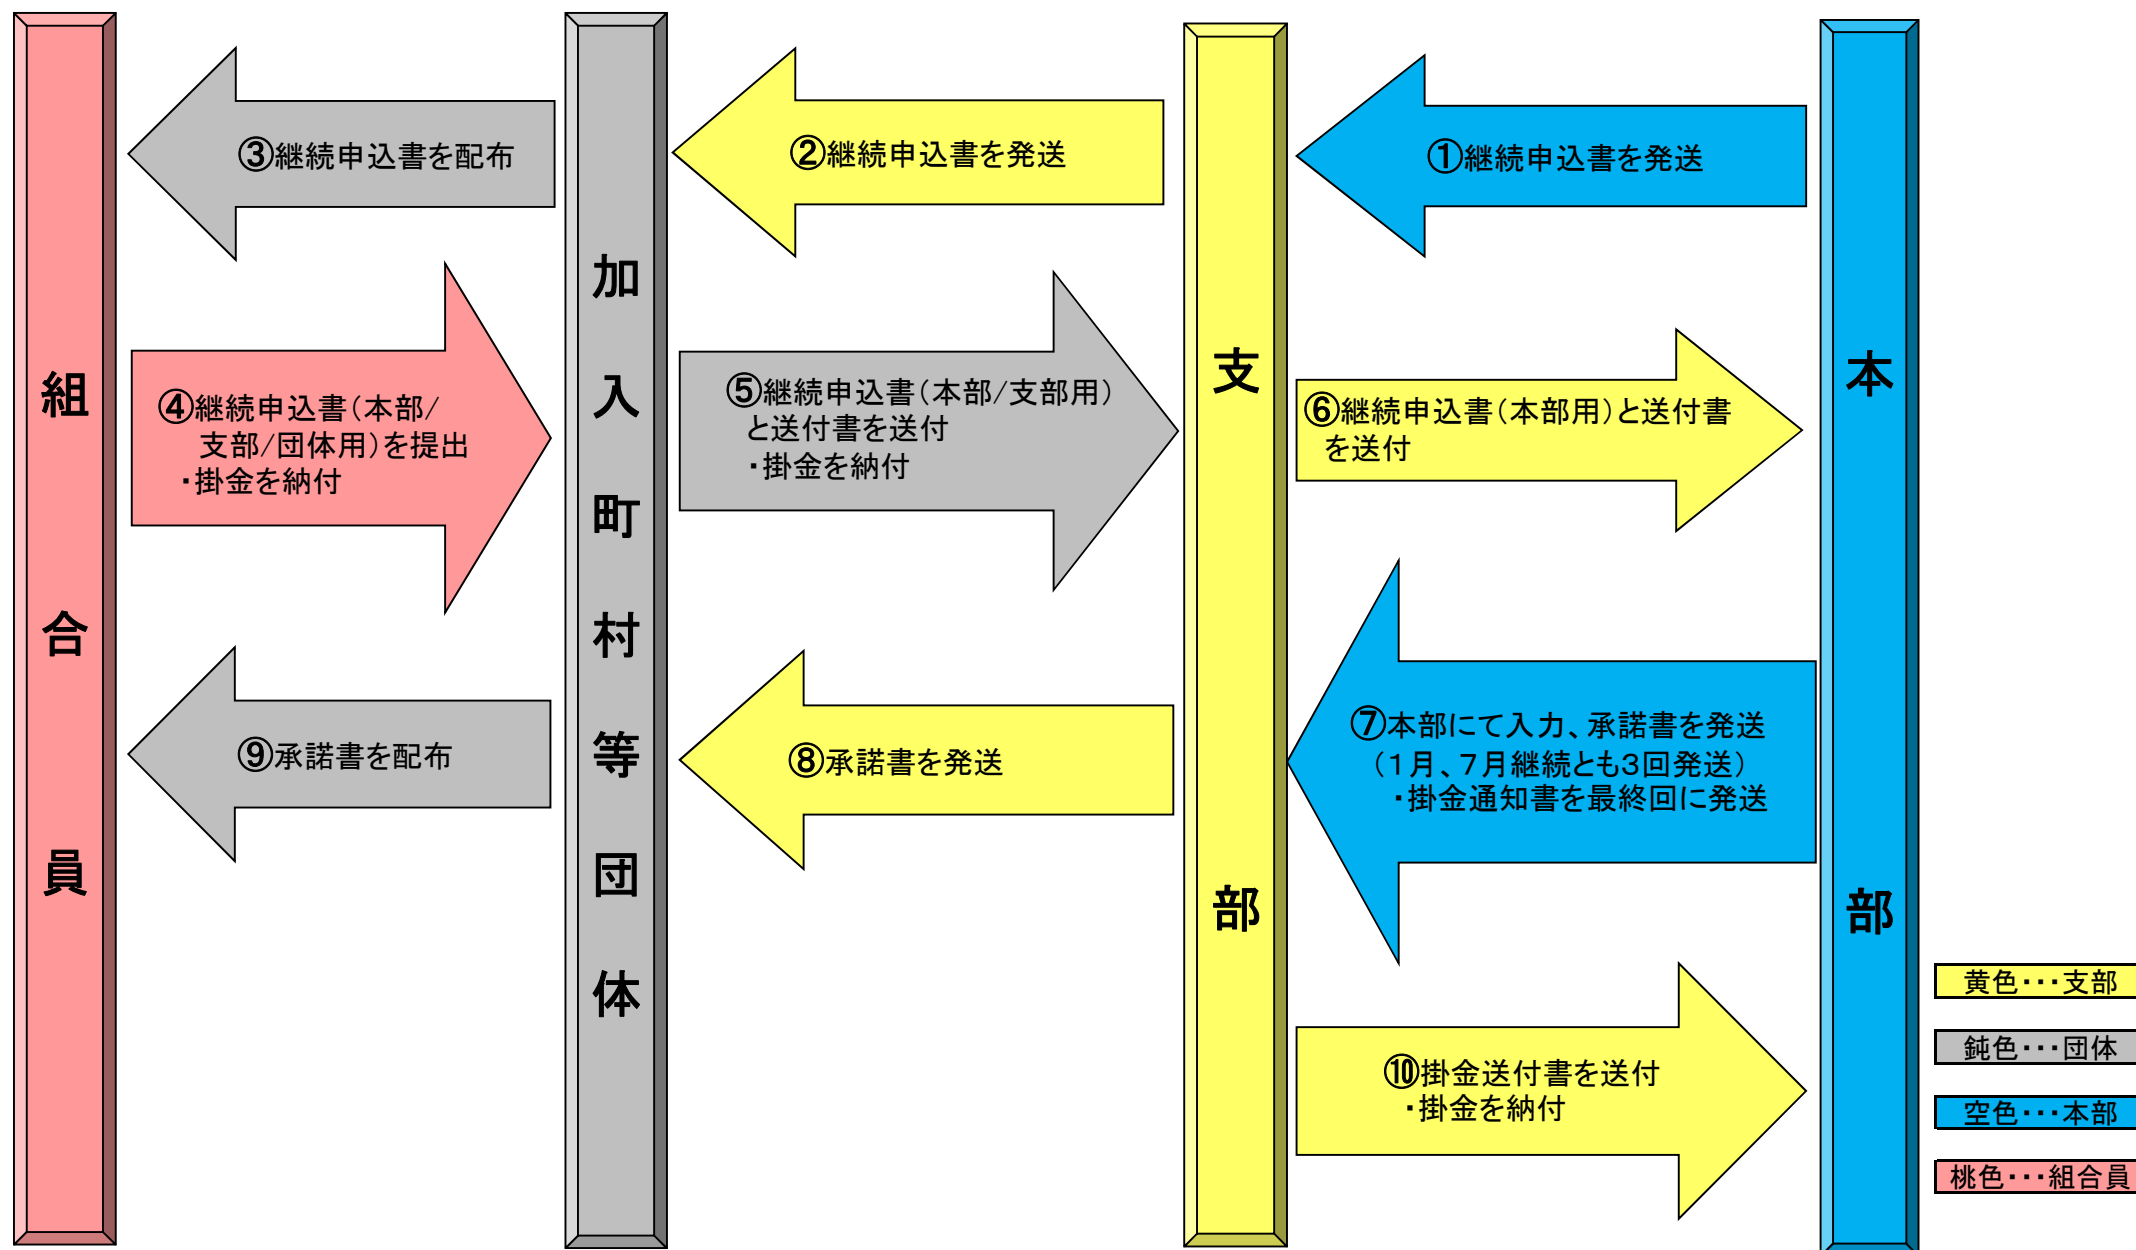 組合員
加入町村等団体
支部
本部
①継続申込書を発送
②継続申込書を発送
③継続申込書を配布
④継続申込書(本部/
支部/団体用)を提出
・掛金を納付
⑤継続申込書(本部/支部用)
と送付書を送付
・掛金を納付
⑥継続申込書(本部用)と送付書
を送付
⑦本部にて入力、承諾書を発送
(1月、7月継続とも3回発送)
・掛金通知書を最終回に発送
⑧承諾書を発送
⑨承諾書を配布
⑩掛金送付書を送付
・掛金を納付
黄色・・・支部
鈍色・・・団体
空色・・・本部
桃色・・・組合員